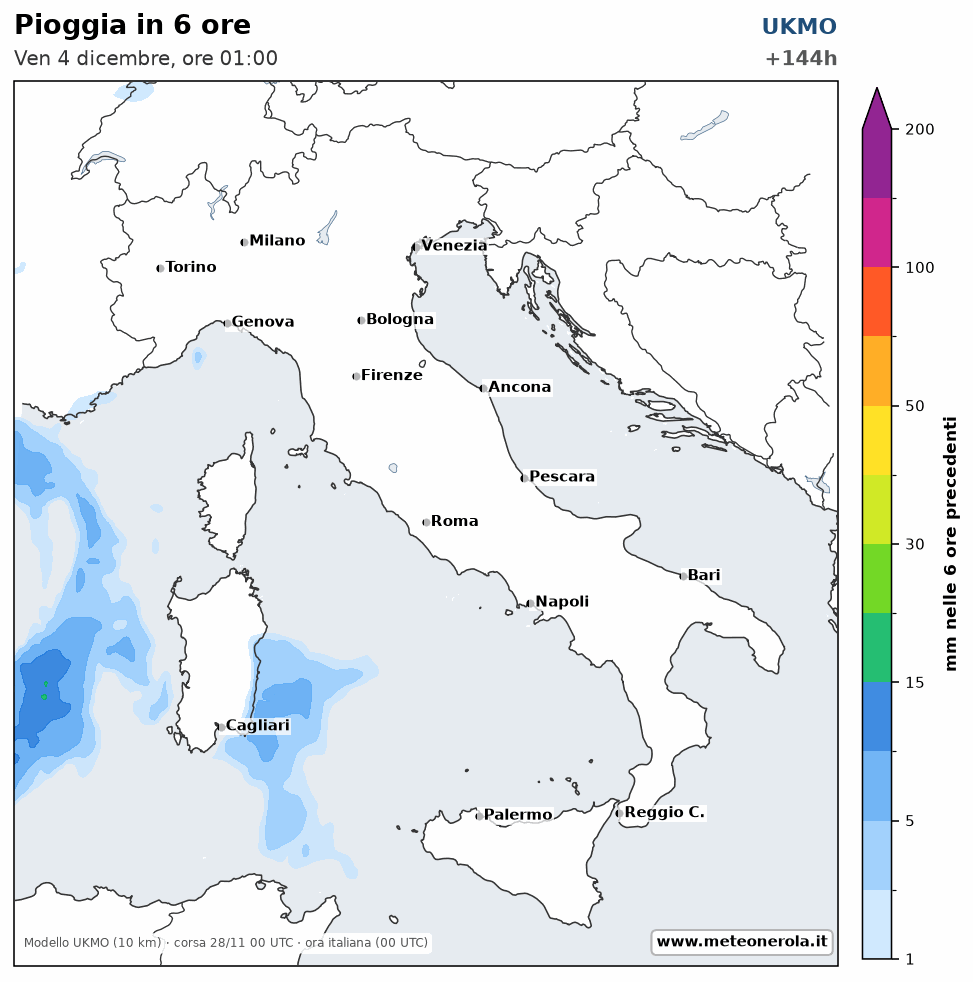 Pioggia in 6 ore
UKMO
Ven 4 dicembre, ore 01:00
+144h
Milano
Venezia
Torino
Genova
Bologna
Firenze
Ancona
Pescara
Roma
Bari
Napoli
Cagliari
Palermo
Reggio C.
Modello UKMO (10 km) · corsa 28/11 00 UTC · ora italiana (00 UTC)
www.meteonerola.it
200
100
50
30
15
5
1
mm nelle 6 ore precedenti